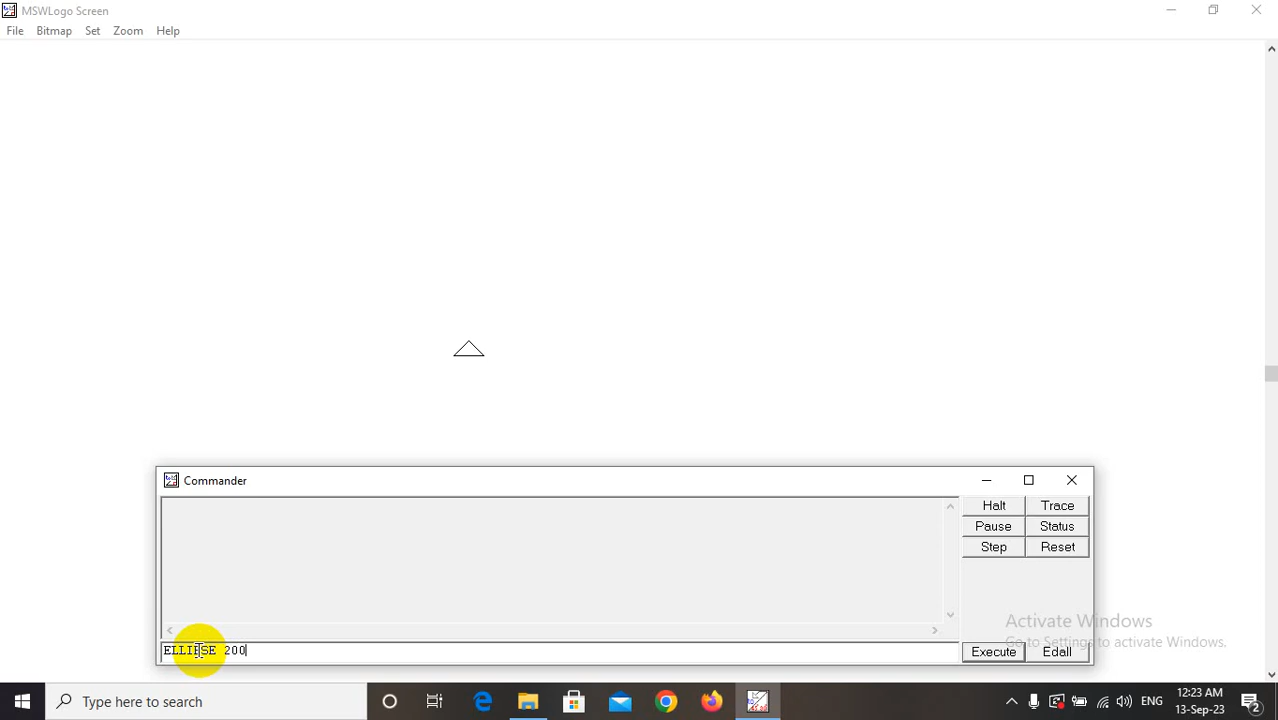 MSWLogo Screen
File Bitmap Set Zoom Help
Commander
Halt Trace
Pause Status
Step Reset
Activate Windows
Go to Settings to activate Windows.
ELLIPSE 200
Execute Edall
Type here to search
ENG
12:23 AM
13-Sep-23
2